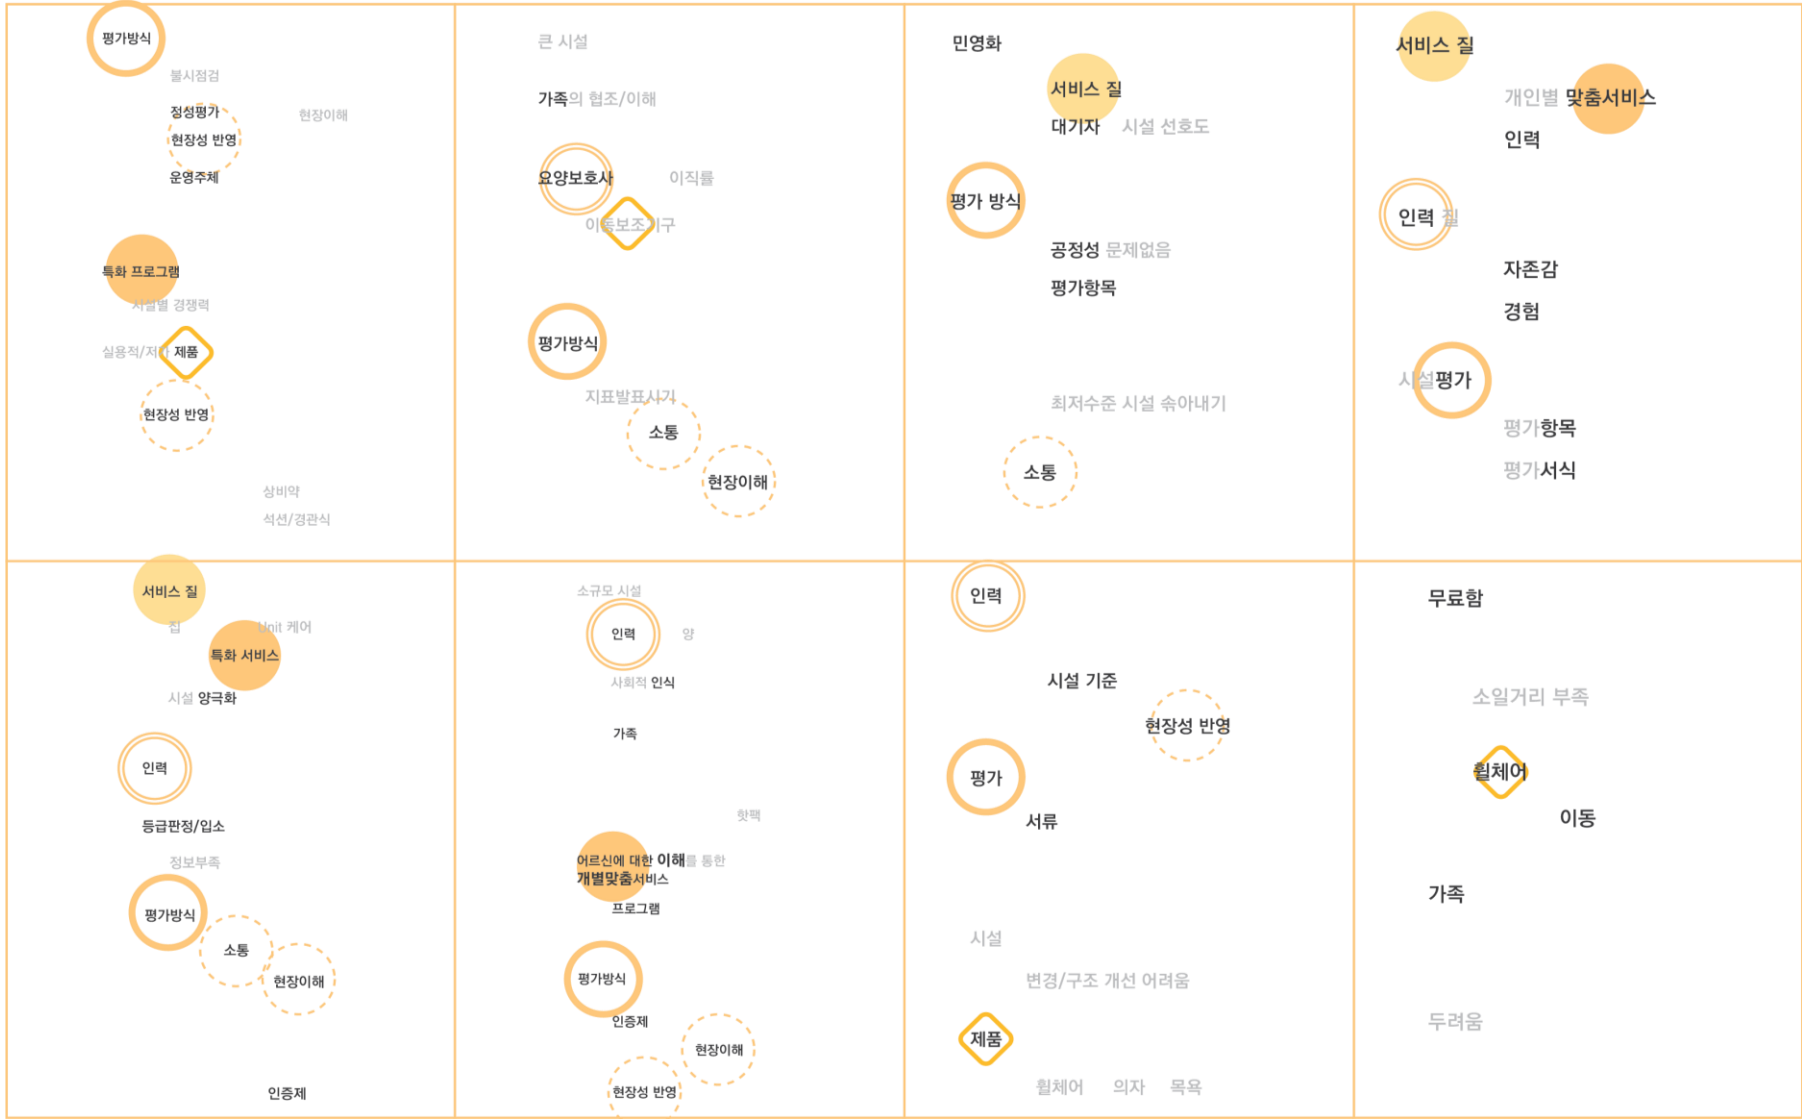 평가방식
불시점검
정성평가
현장이해
현장성 반영
운영주체
특화 프로그램
시설별 경쟁력
실용적/저가 제품
현장성 반영
상비약
석션/경관식
큰 시설
가족의 협조/이해
요양보호사 이직률
이동보조기구
평가방식
지표발표시기
소통
현장이해
민영화
서비스 질
대기자 시설 선호도
평가 방식
공정성 문제없음
평가항목
최저수준 시설 솎아내기
소통
서비스 질
개인별 맞춤서비스
인력
인력 질
자존감
경험
시설평가
평가항목
평가서식
서비스 질
집 Unit 케어
특화 서비스
시설 양극화
인력
등급판정/입소
정보부족
평가방식
소통
현장이해
인증제
소규모 시설
인력 양
사회적 인식
가족
핫팩
어르신에 대한 이해를 통한
개별맞춤서비스
프로그램
평가방식
인증제
현장이해
현장성 반영
인력
시설 기준
현장성 반영
평가
서류
시설
변경/구조 개선 어려움
제품
휠체어 의자 목욕
무료함
소일거리 부족
휠체어
이동
가족
두려움